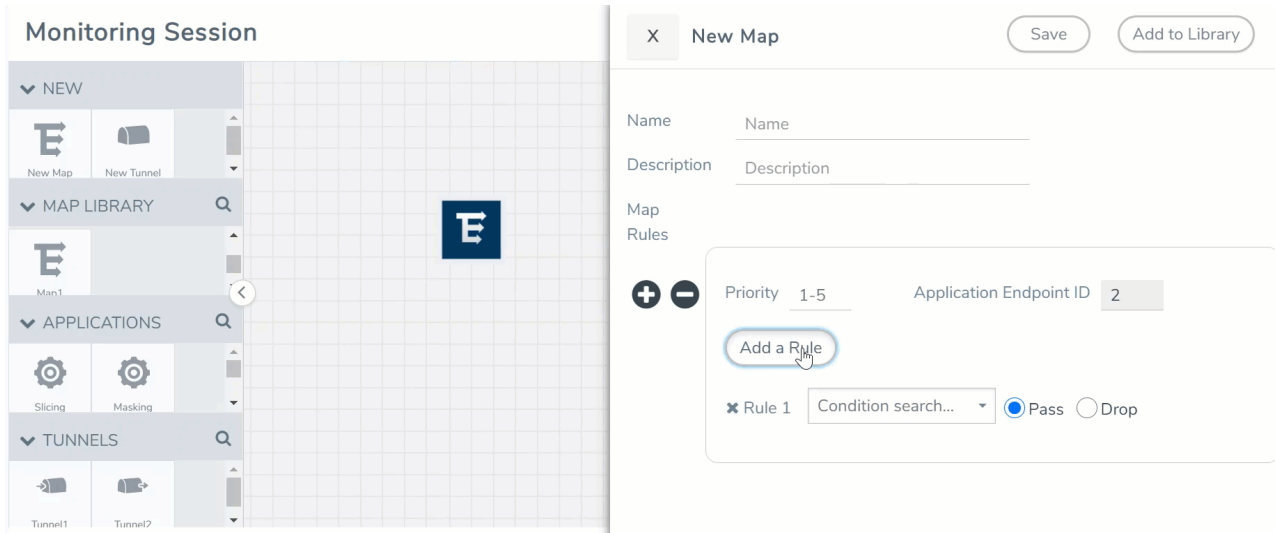 Monitoring Session
NEW
New Map
New Tunnel
MAP LIBRARY
Map1
APPLICATIONS
Slicing
Masking
TUNNELS
Tunnel1
Tunnel2
X
New Map
Save
Add to Library
Name
Name
Description
Description
Map
Rules
Priority
1-5
Application Endpoint ID
2
Add a Rule
Rule 1
Condition search...
Pass
Drop